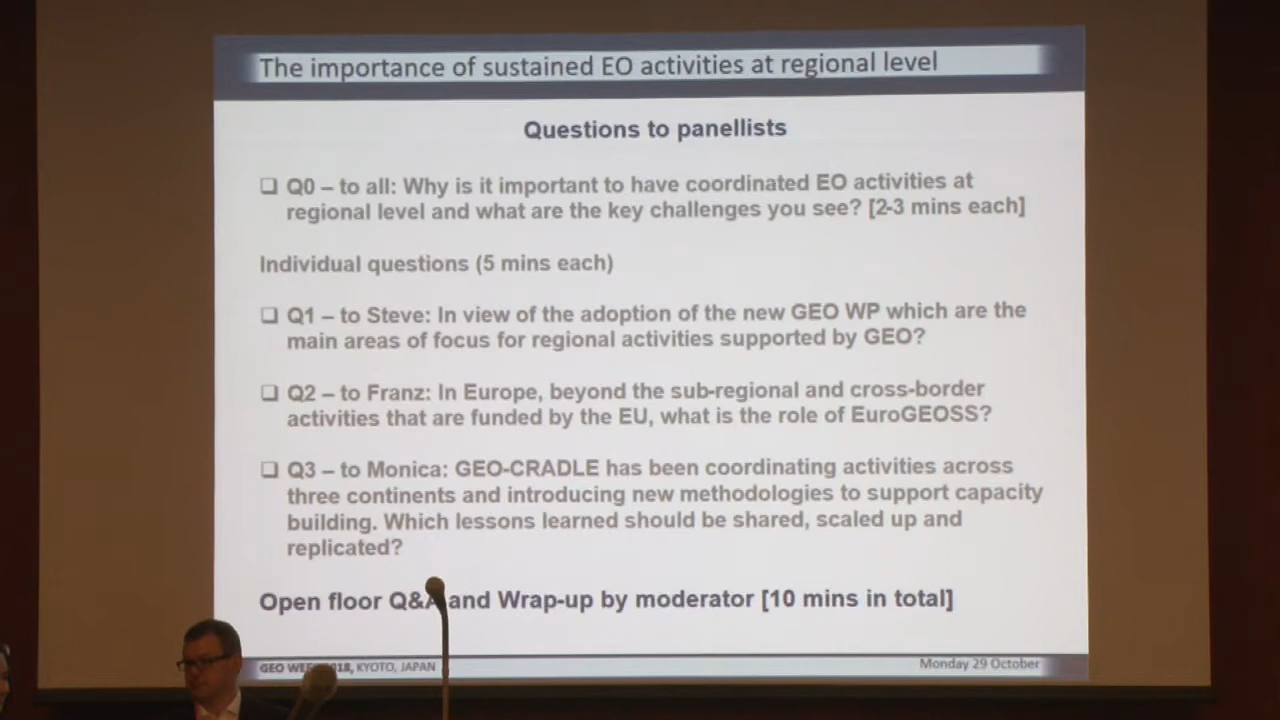 The importance of sustained EO activities at regional level
Questions to panellists
❑ Q0 – to all: Why is it important to have coordinated EO activities at
regional level and what are the key challenges you see? [2-3 mins each]
Individual questions (5 mins each)
❑ Q1 – to Steve: In view of the adoption of the new GEO WP which are the
main areas of focus for regional activities supported by GEO?
❑ Q2 – to Franz: In Europe, beyond the sub-regional and cross-border
activities that are funded by the EU, what is the role of EuroGEOSS?
❑ Q3 – to Monica: GEO-CRADLE has been coordinating activities across
three continents and introducing new methodologies to support capacity
building. Which lessons learned should be shared, scaled up and
replicated?
Open floor Q&A and Wrap-up by moderator [10 mins in total]
GEO KYOTO, JAPAN
Monday 29 October